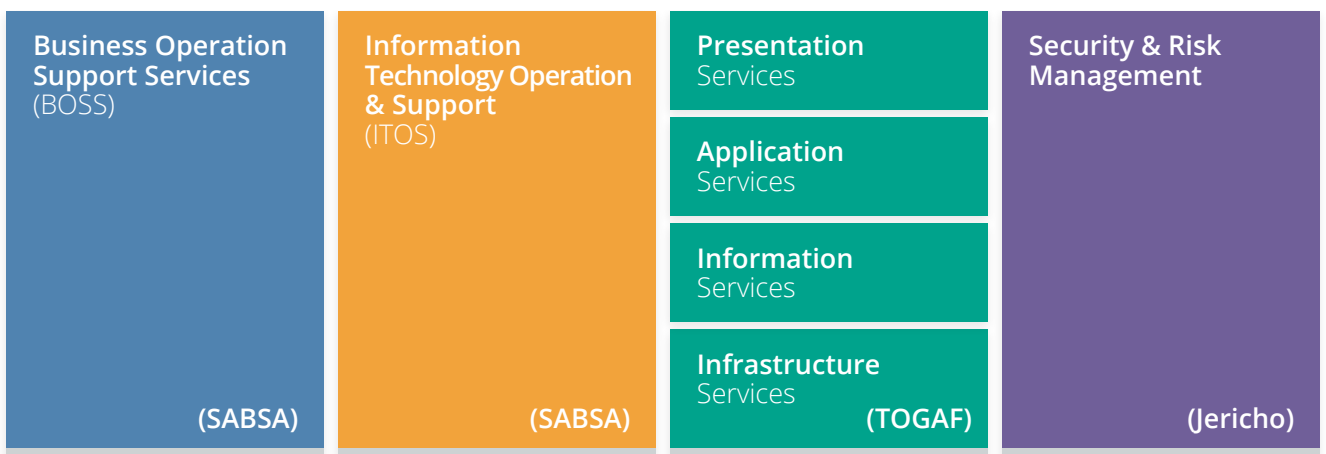 Business Operation
Support Services
(BOSS)
(SABSA)
Information
Technology Operation
& Support
(ITOS)
(SABSA)
Presentation
Services
Application
Services
Information
Services
Infrastructure
Services
(TOGAF)
Security & Risk
Management
(Jericho)